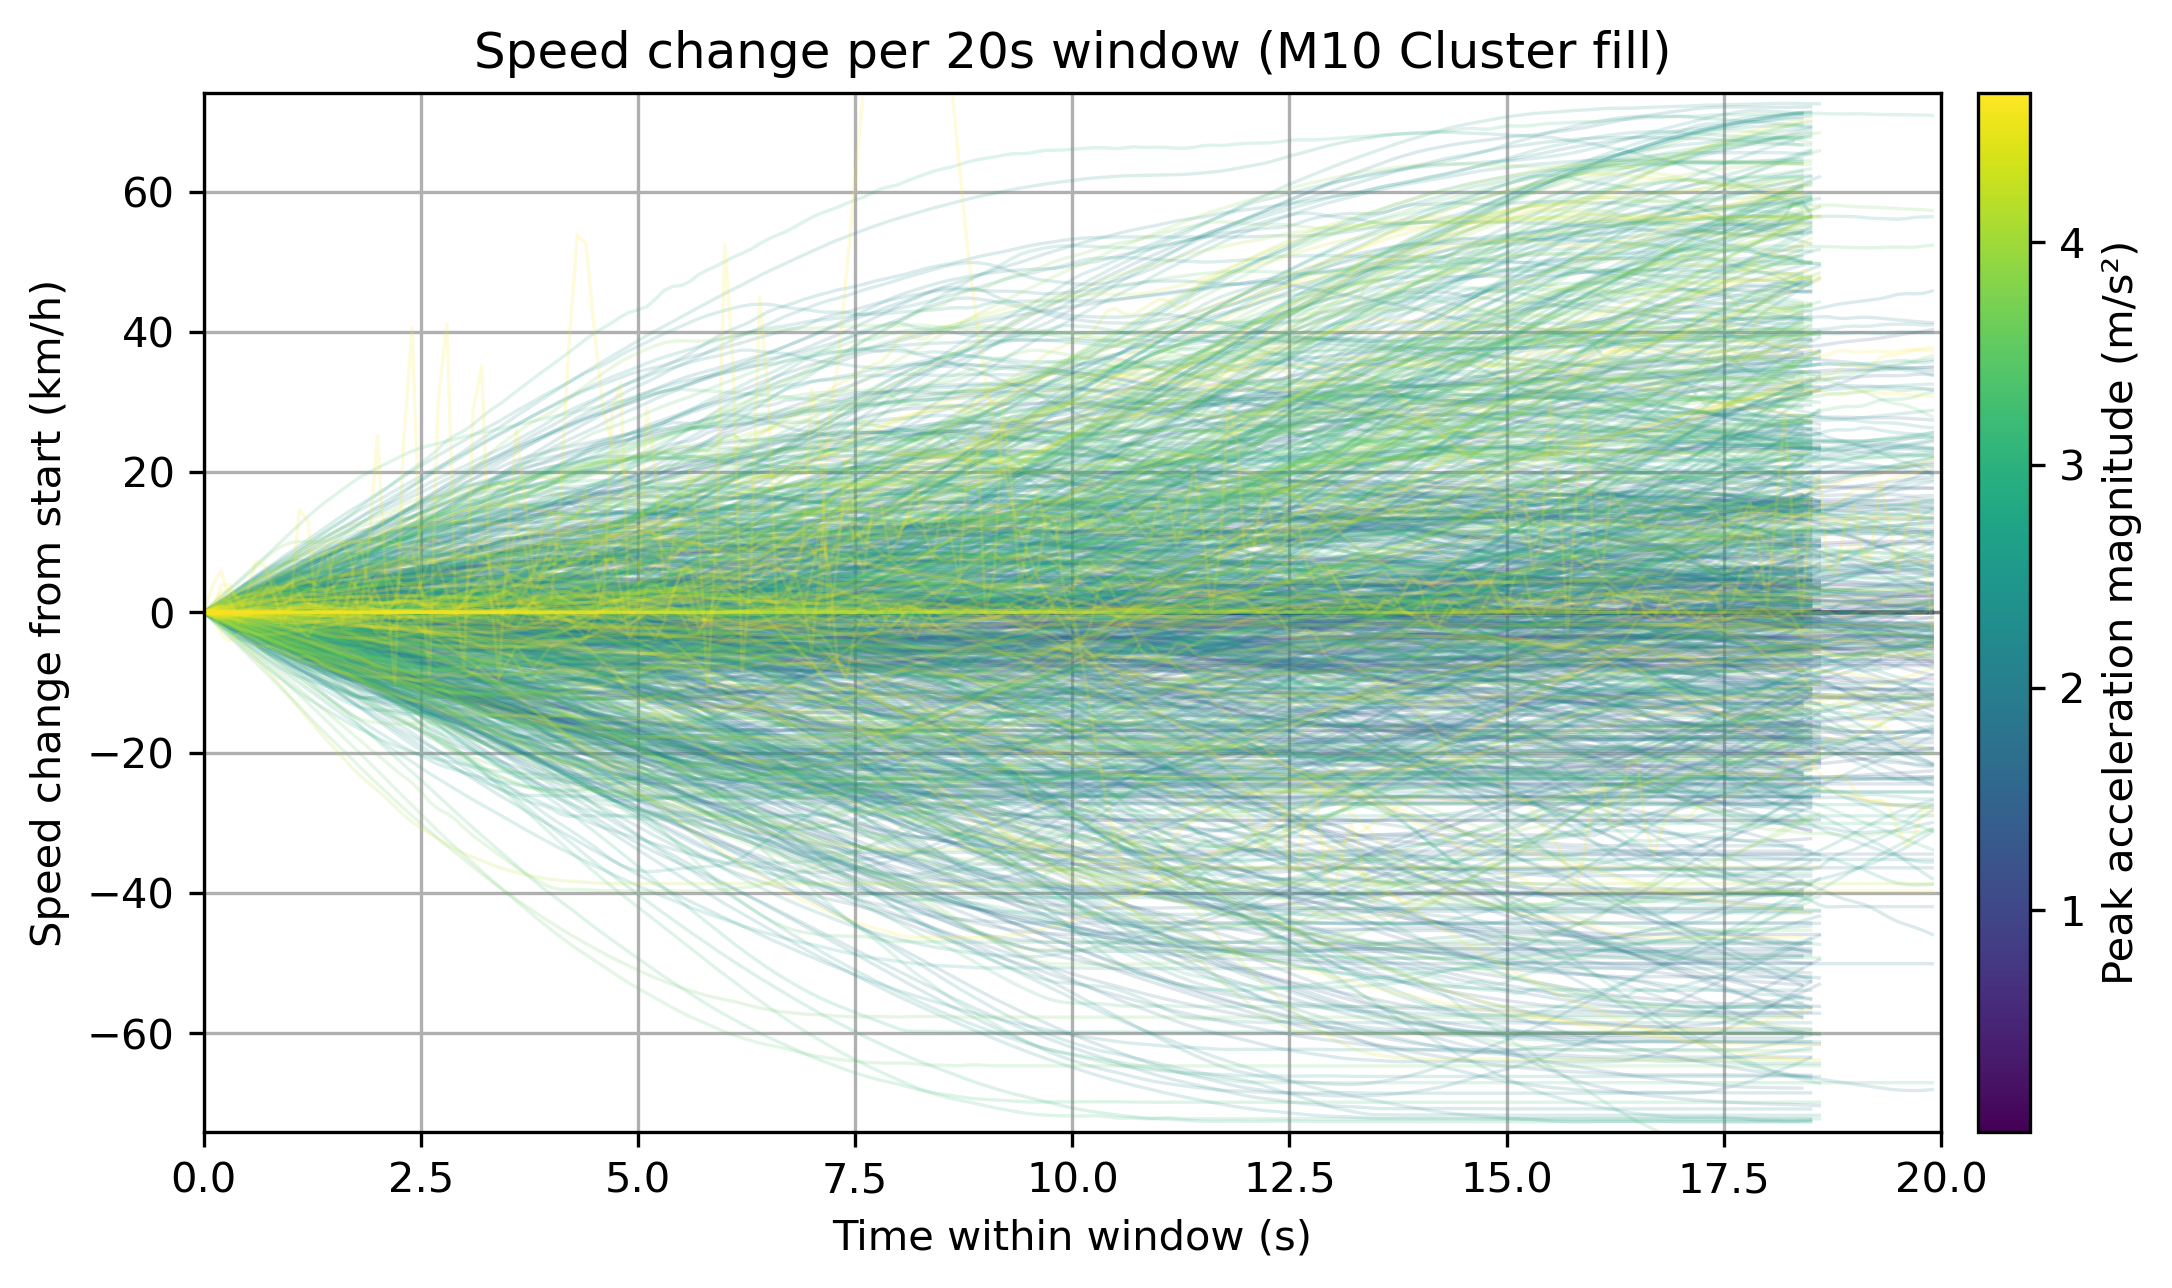 Speed change per 20s window (M10 Cluster fill)
Speed change from start (km/h)
60
40
20
0
−20
−40
−60
0.0 2.5 5.0 7.5 10.0 12.5 15.0 17.5 20.0
Time within window (s)
4
3
2
1
Peak acceleration magnitude (m/s²)